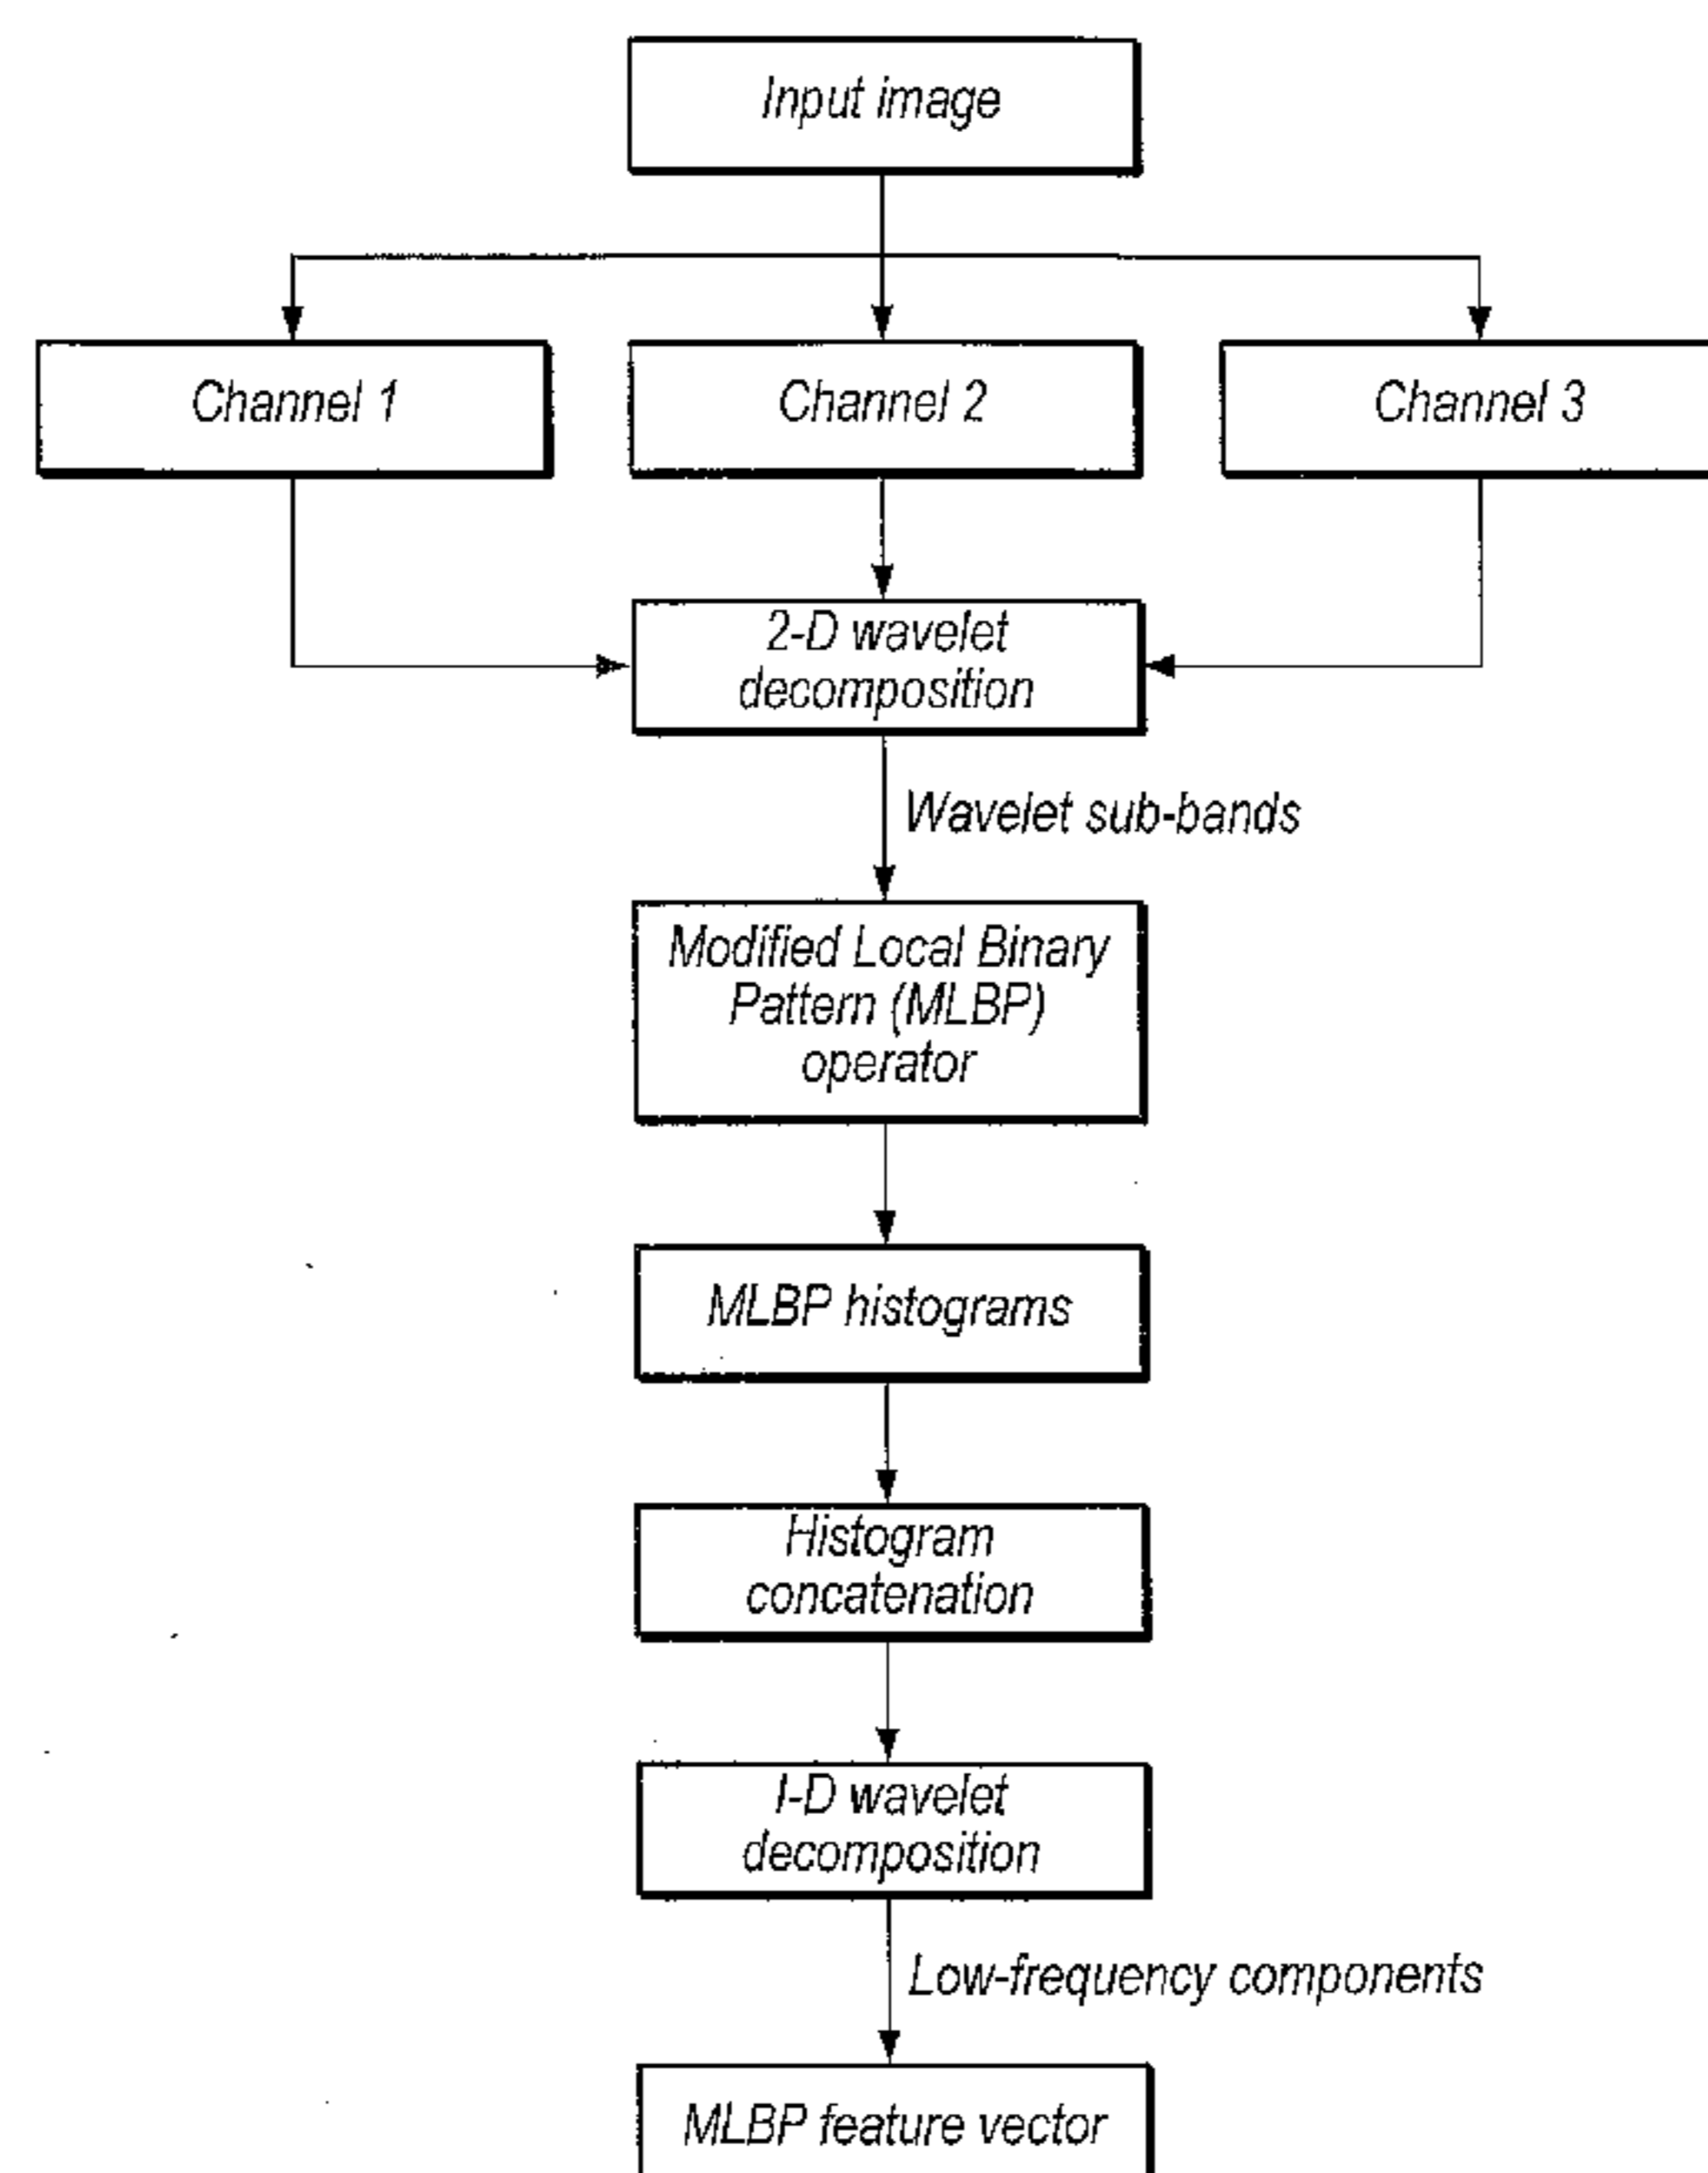 Input image
Channel 1
Channel 2
Channel 3
2-D wavelet
decomposition
Wavelet sub-bands
Modified Local Binary
Pattern (MLBP)
operator
MLBP histograms
Histogram
concatenation
I-D wavelet
decomposition
Low-frequency components
MLBP feature vector